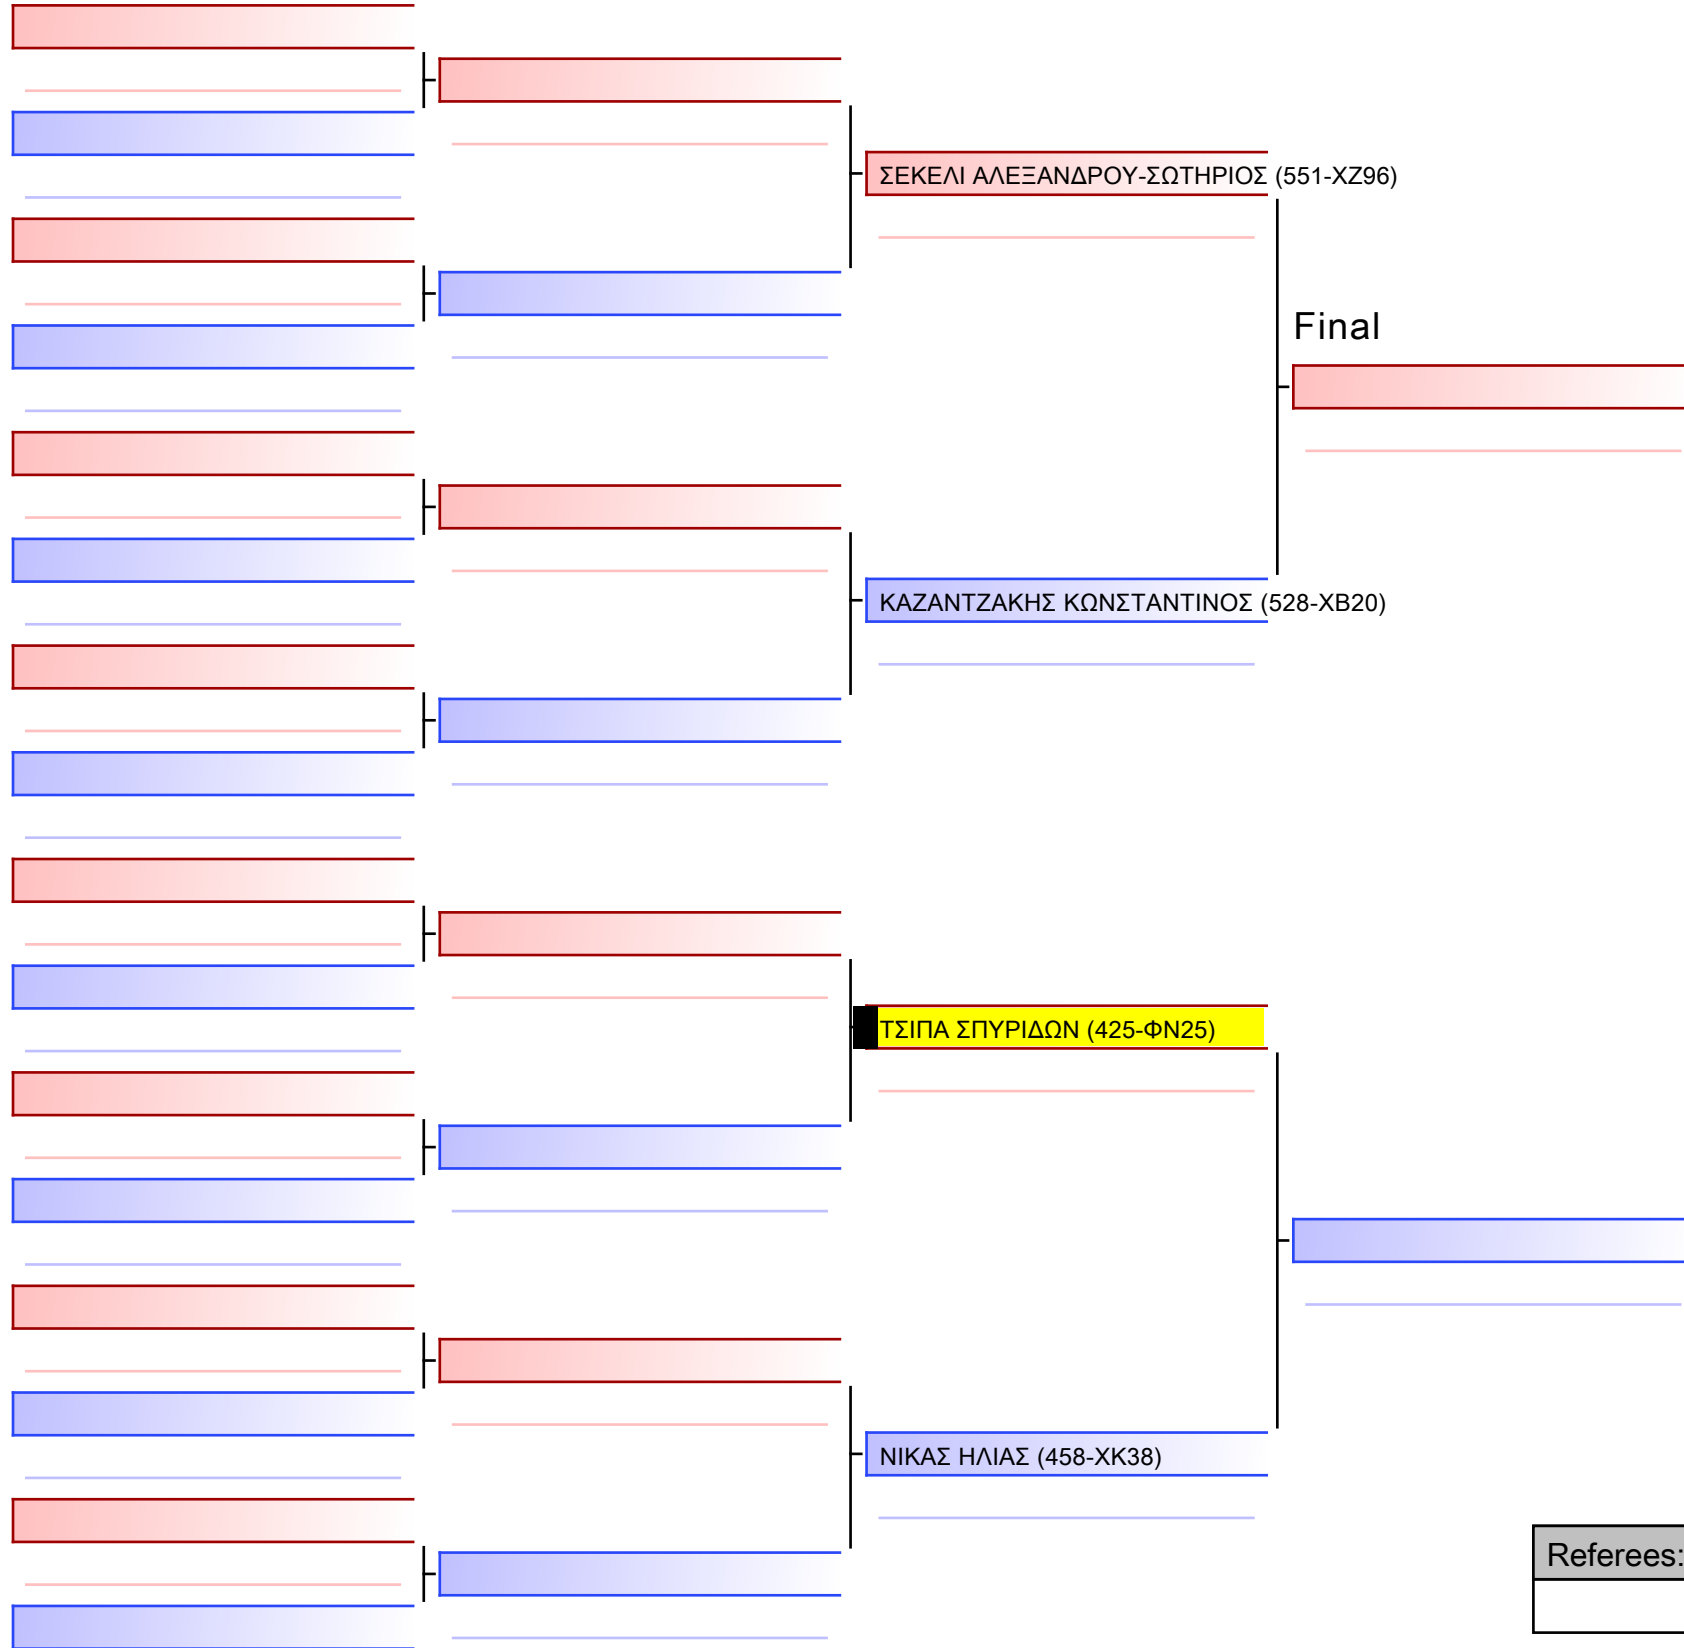 ΣΕΚΕΛΙ ΑΛΕΞΑΝΔΡΟΥ-ΣΩΤΗΡΙΟΣ (551-ΧΖ96)
Final
ΚΑΖΑΝΤΖΑΚΗΣ ΚΩΝΣΤΑΝΤΙΝΟΣ (528-ΧΒ20)
ΤΣΙΠΑ ΣΠΥΡΙΔΩΝ (425-ΦΝ25)
ΝΙΚΑΣ ΗΛΙΑΣ (458-ΧΚ38)
Referees: